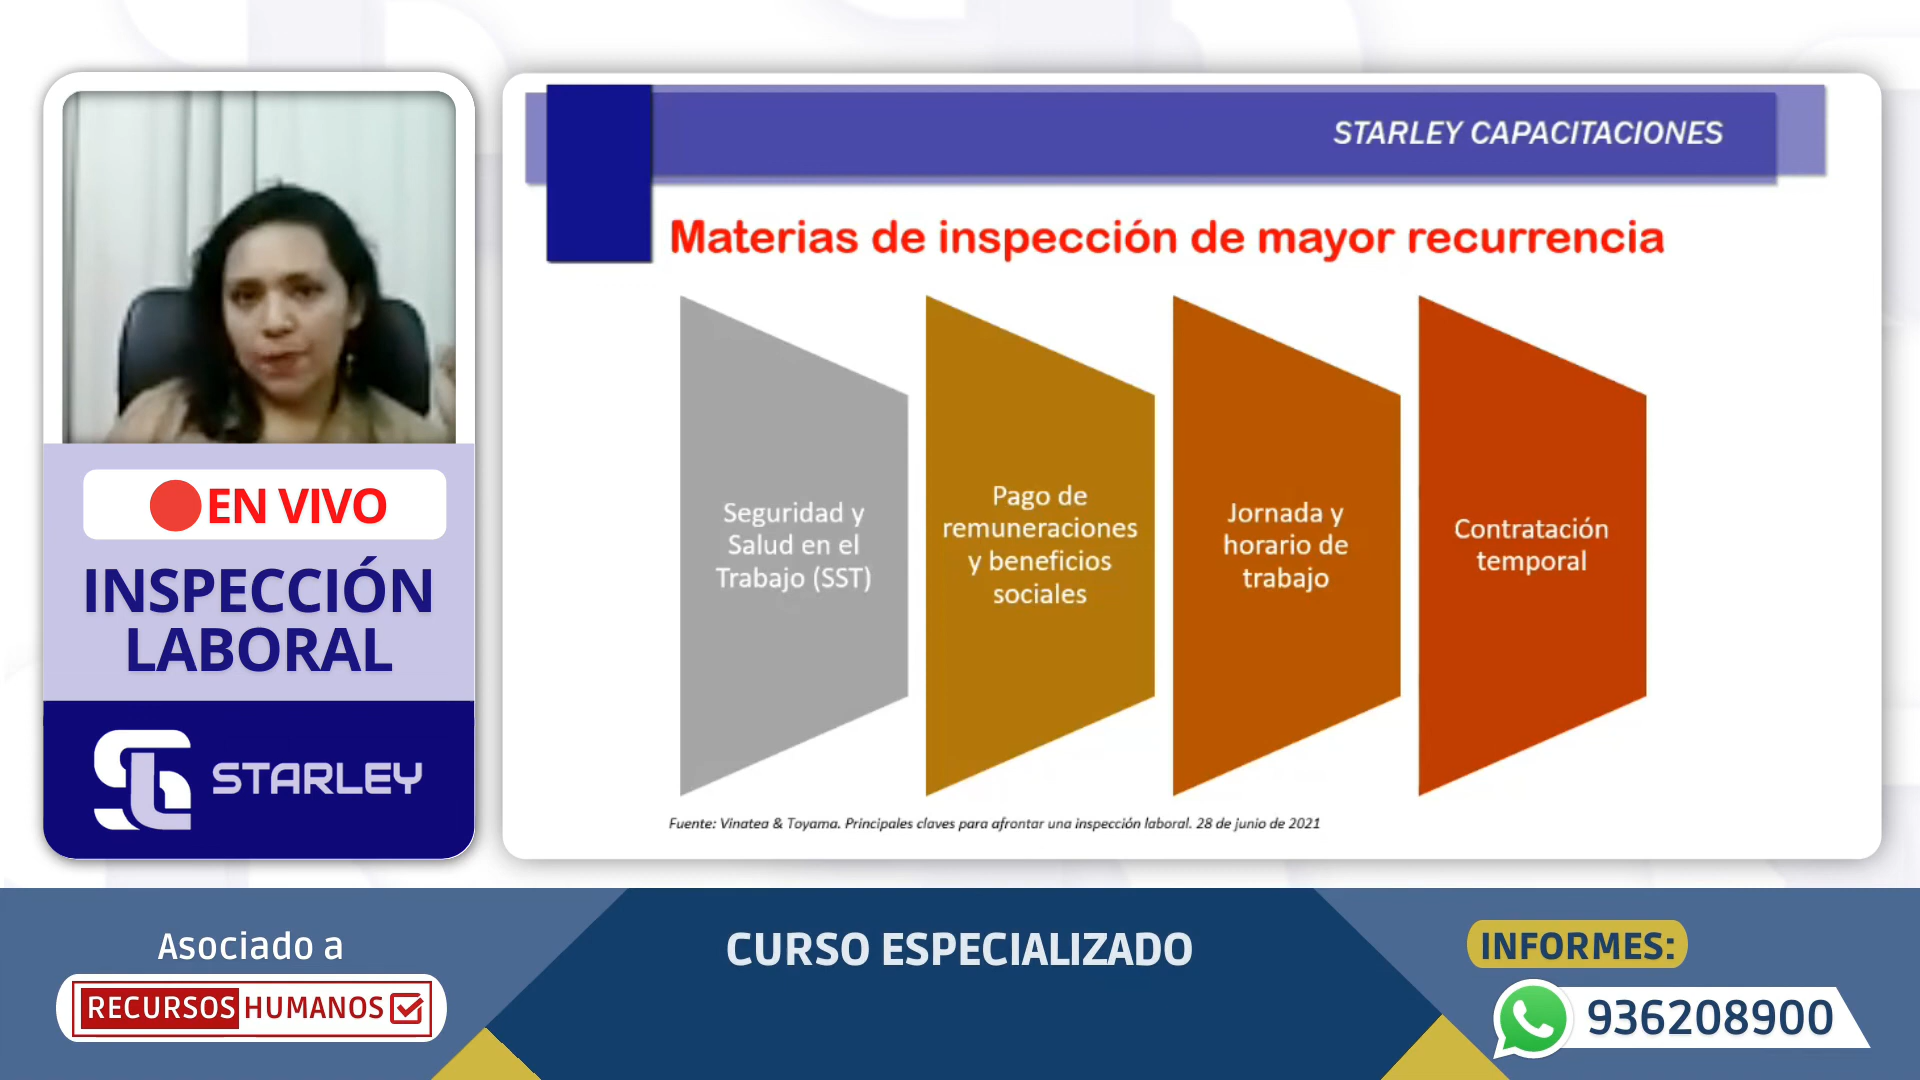 STARLEY CAPACITACIONES
Materias de inspección de mayor recurrencia
Seguridad y
Salud en el
Trabajo (SST)
Pago de
remuneraciones
y beneficios
sociales
Jornada y
horario de
trabajo
Contratación
temporal
Fuente: Vinatea & Toyama. Principales claves para afrontar una inspección laboral. 28 de junio de 2021
EN VIVO
INSPECCIÓN
LABORAL
STARLEY
Asociado a
RECURSOS HUMANOS
CURSO ESPECIALIZADO
INFORMES:
936208900